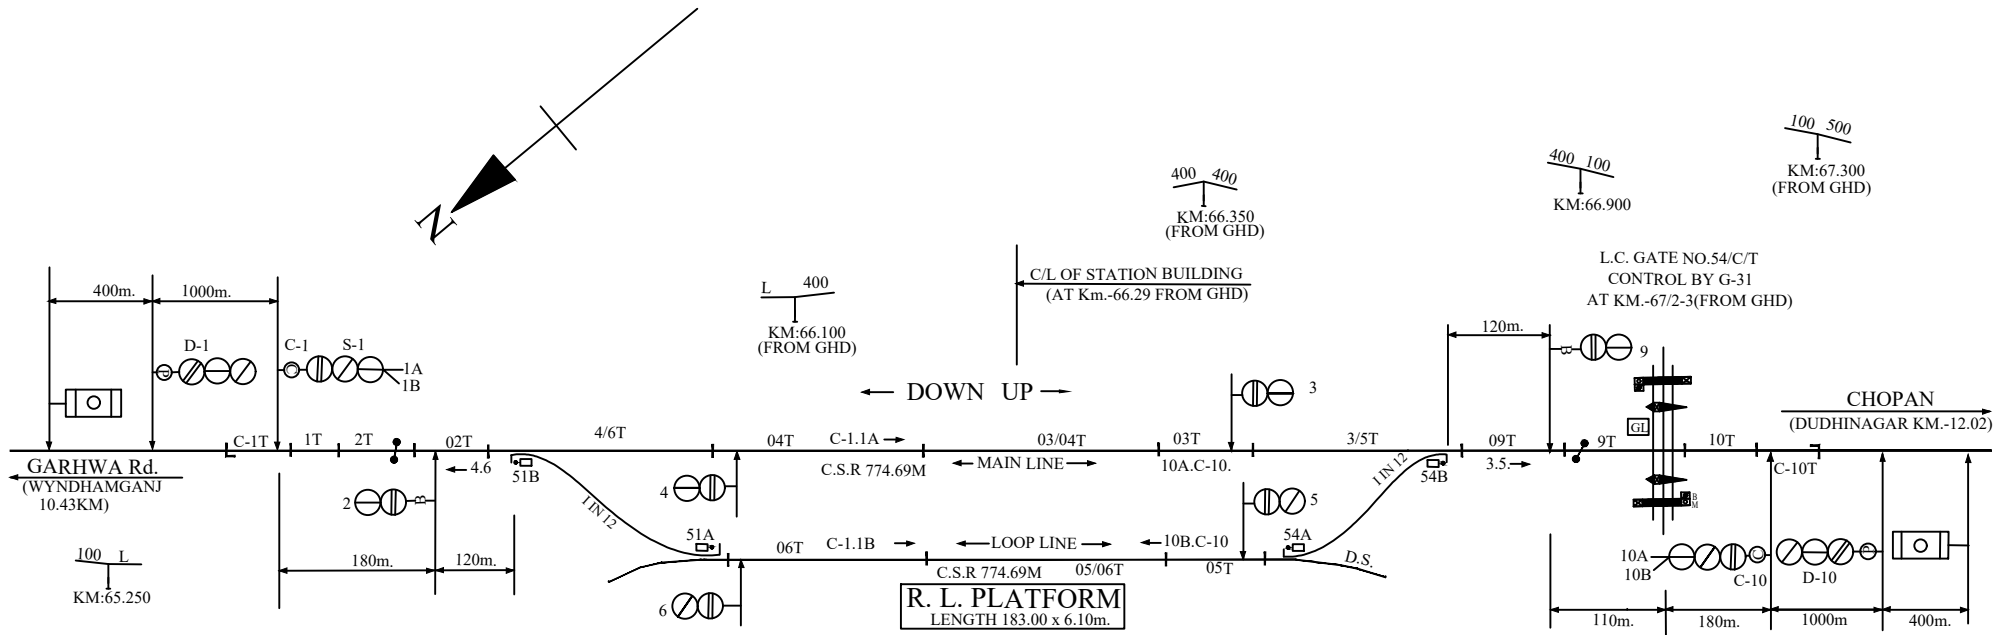 N
100 500
KM:67.300
(FROM GHD)
400 100
KM:66.900
400 400
KM:66.350
(FROM GHD)
L.C. GATE NO.54/C/T
CONTROL BY G-31
AT KM.-67/2-3(FROM GHD)
C/L OF STATION BUILDING
(AT Km.-66.29 FROM GHD)
L 400
KM:66.100
(FROM GHD)
400m. 1000m.
120m.
D-1 C-1 S-1
P C 1A
1B
B 9
DOWN UP
3
CHOPAN
(DUDHINAGAR KM.-12.02)
GL
C-1T 1T 2T 02T 4/6T 04T C-1.1A 03/04T 03T 3/5T 09T 9T 10T
GARHWA Rd.
(WYNDHAMGANJ
10.43KM)
4.6 51B C.S.R 774.69M MAIN LINE 10A.C-10. 54B 3.5. C-10T
2 B 4 5
1 IN 12 1 IN 12
B
M
51A 54A
06T C-1.1B LOOP LINE 10B.C-10
D.S.
C.S.R 774.69M 05/06T 05T
100 L
KM:65.250
180m. 120m.
10A
10B
C P
C-10 D-10
6
R. L. PLATFORM
LENGTH 183.00 x 6.10m.
110m. 180m. 1000m 400m.